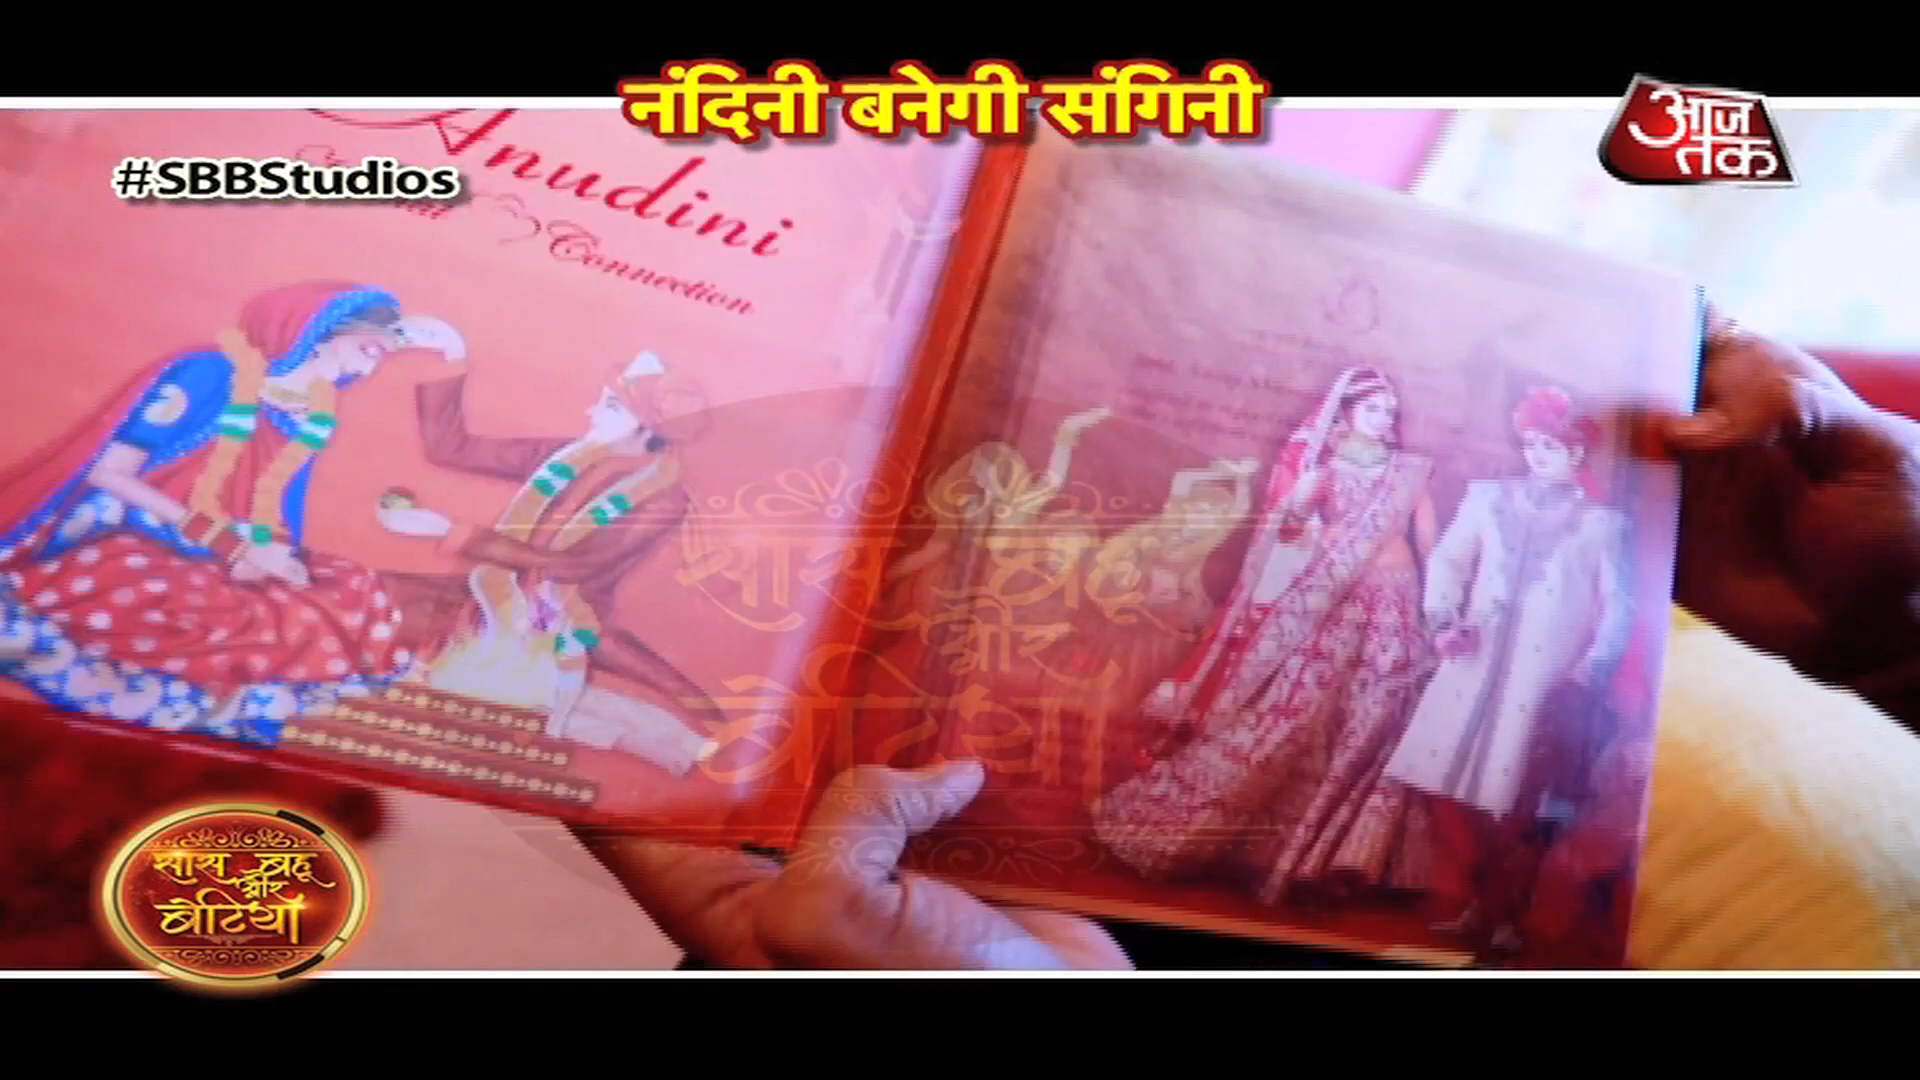 नंदिनी बनेगी संगिनी
आज
तक
#SBBStudios
Anudini
Connection
सास बहू
और
बेटियाँ
सास बहू
और
बेटियाँ